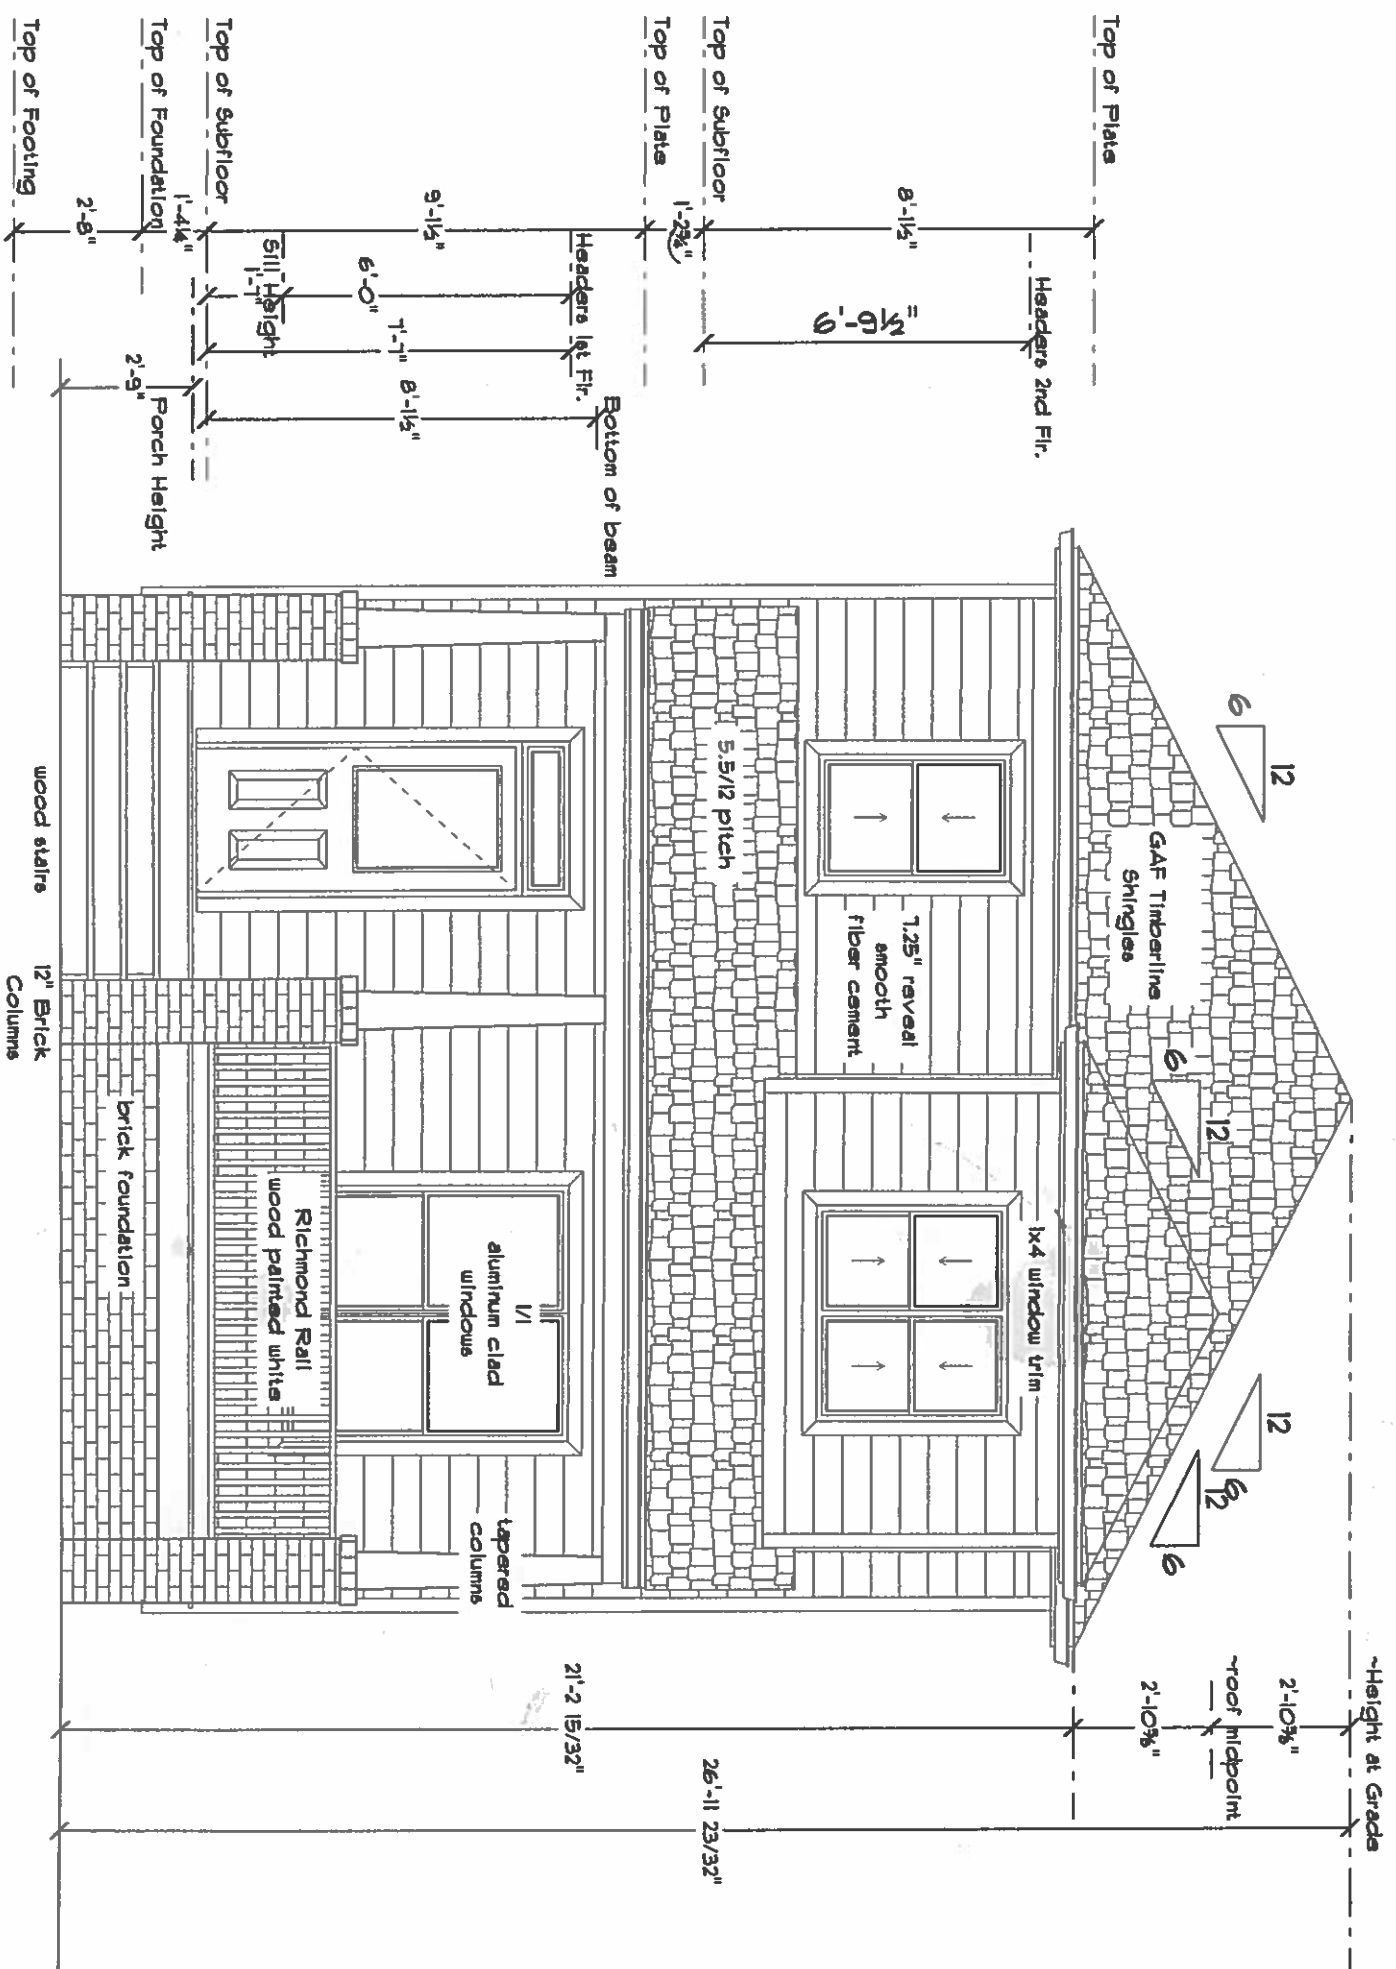 ~Height at Grade
12
6
12
6
6
12
12
6
2'-10⅜"
~roof midpoint
2'-10⅜"
GAF Timberline
Shingles
Top of Plate
Headers 2nd Flr.
8'-1½"
6'-9½"
1x4 window trim
7.25" reveal
smooth
fiber cement
Top of Subfloor
5.5/12 pitch
26'-11 23/32"
1'-2¾"
Top of Plate
Bottom of beam
Headers 1st Flr.
21'-2 15/32"
1/1
aluminum clad
windows
tapered
columns
9'-1½"
6'-0"
7'-7"
8'-1½"
Sill Height
1'-7"
Richmond Rail
wood painted white
Top of Subfloor
1'-4¼"
Porch Height
2'-9"
Top of Foundation
brick foundation
2'-8"
wood stairs
12" Brick
Columns
Top of Footing